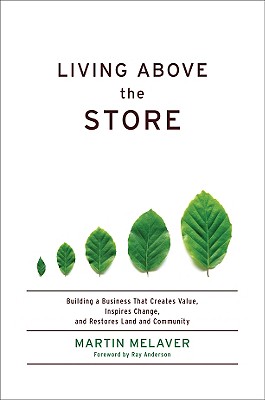 LIVING ABOVE
the
STORE
Building a Business That Creates Value,
Inspires Change,
and Restores Land and Community
MARTIN MELAVER
Foreword by Ray Anderson